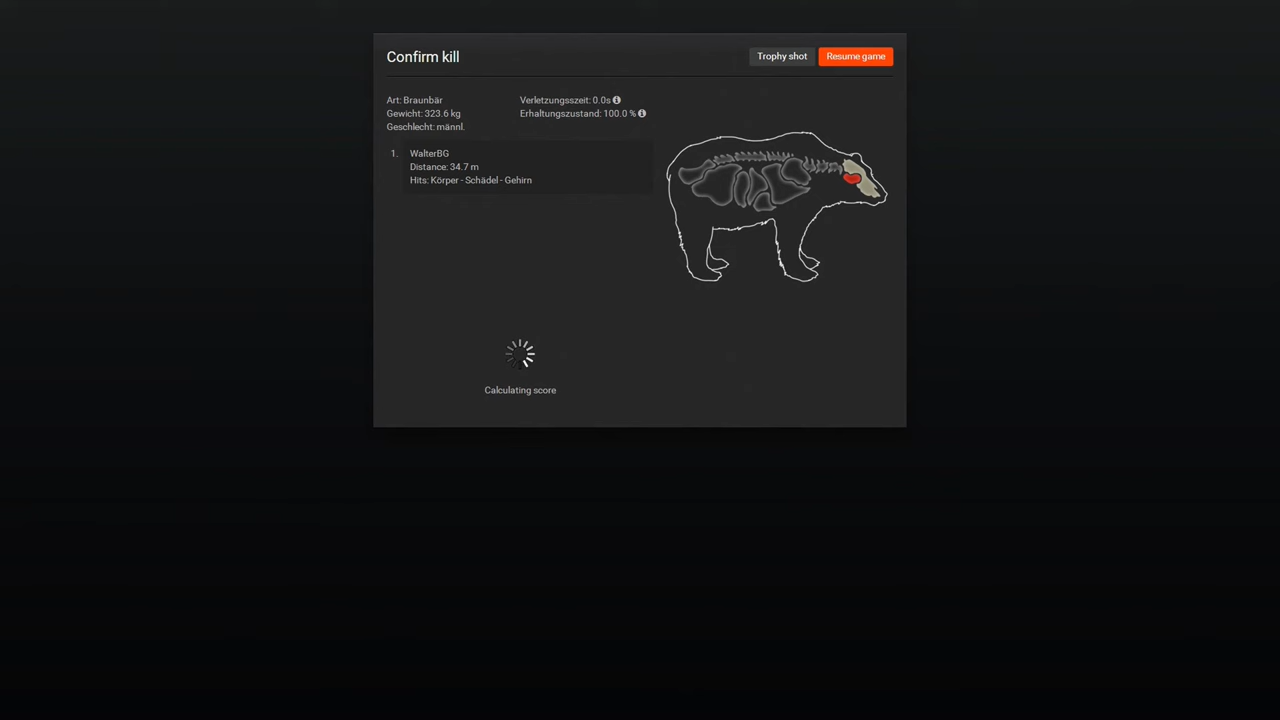 Confirm kill
Trophy shot
Resume game
Art: Braunbär
Gewicht: 323.6 kg
Geschlecht: männl.
Verletzungsszeit: 0.0s
Erhaltungszustand: 100.0 %
1. WalterBG
Distance: 34.7 m
Hits: Körper - Schädel - Gehirn
Calculating score